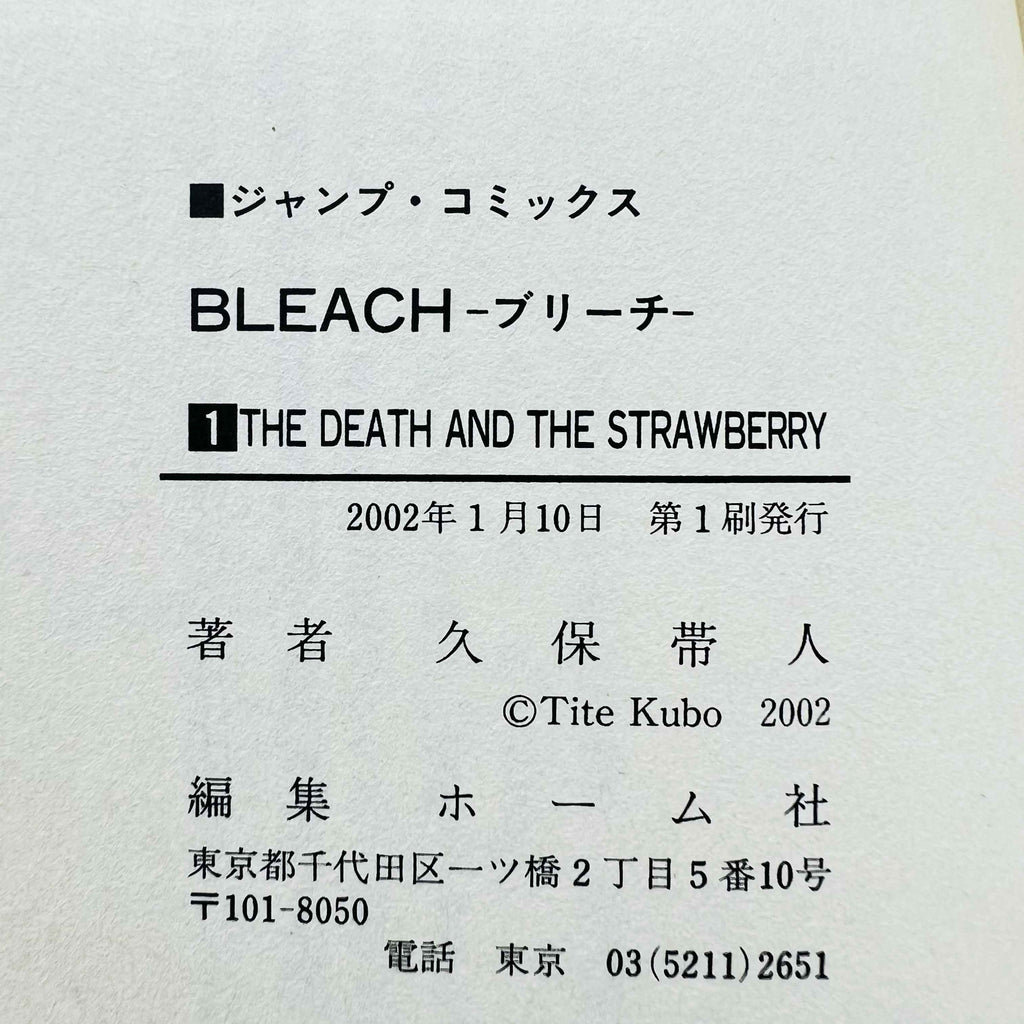 ■ジャンプ・コミックス
BLEACH-ブリーチ-
1 THE DEATH AND THE STRAWBERRY
2002年1月10日　第1刷発行
著者　久保帯人
©Tite Kubo 2002
編集　ホーム社
東京都千代田区一ツ橋2丁目5番10号
〒101-8050
電話　東京　03(5211)2651